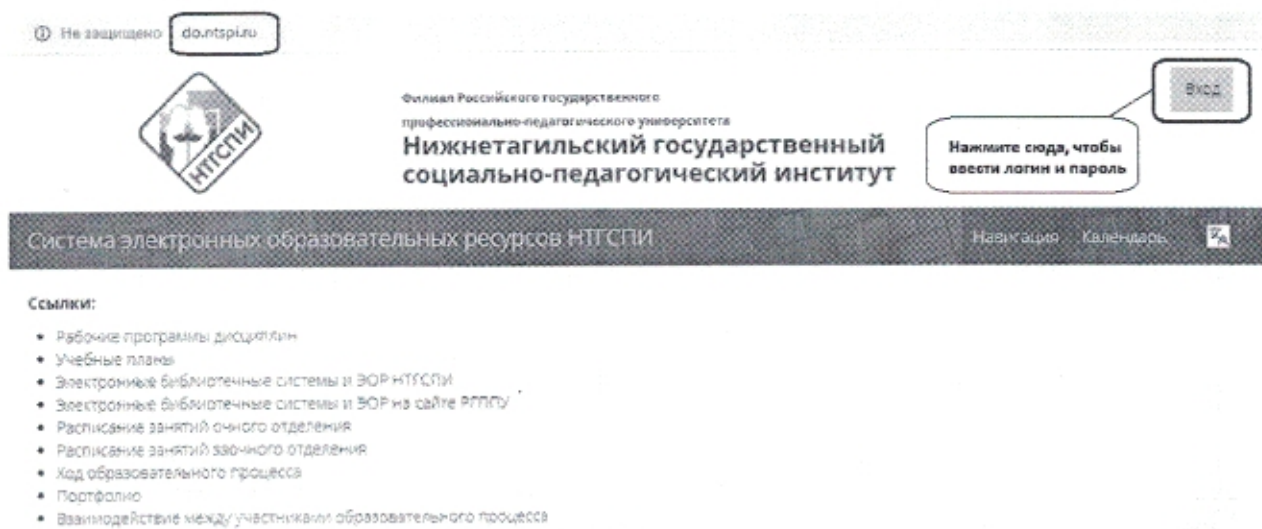 Не защищено do.ntspi.ru
Вход
Филиал Российского государственного
профессионально-педагогического университета
Нижнетагильский государственный
социально-педагогический институт
НТГСПИ
Нажмите сюда, чтобы
ввести логин и пароль
Система электронных образовательных ресурсов НТГСПИ
Навигация Календарь
Ссылки:
• Рабочие программы дисциплин
• Учебные планы
• Электронные библиотечные системы и ЭОР НТГСПИ
• Электронные библиотечные системы и ЭОР на сайте РГППУ
• Расписание занятий очного отделения
• Расписание занятий заочного отделения
• Ход образовательного процесса
• Портфолио
• Взаимодействие между участниками образовательного процесса